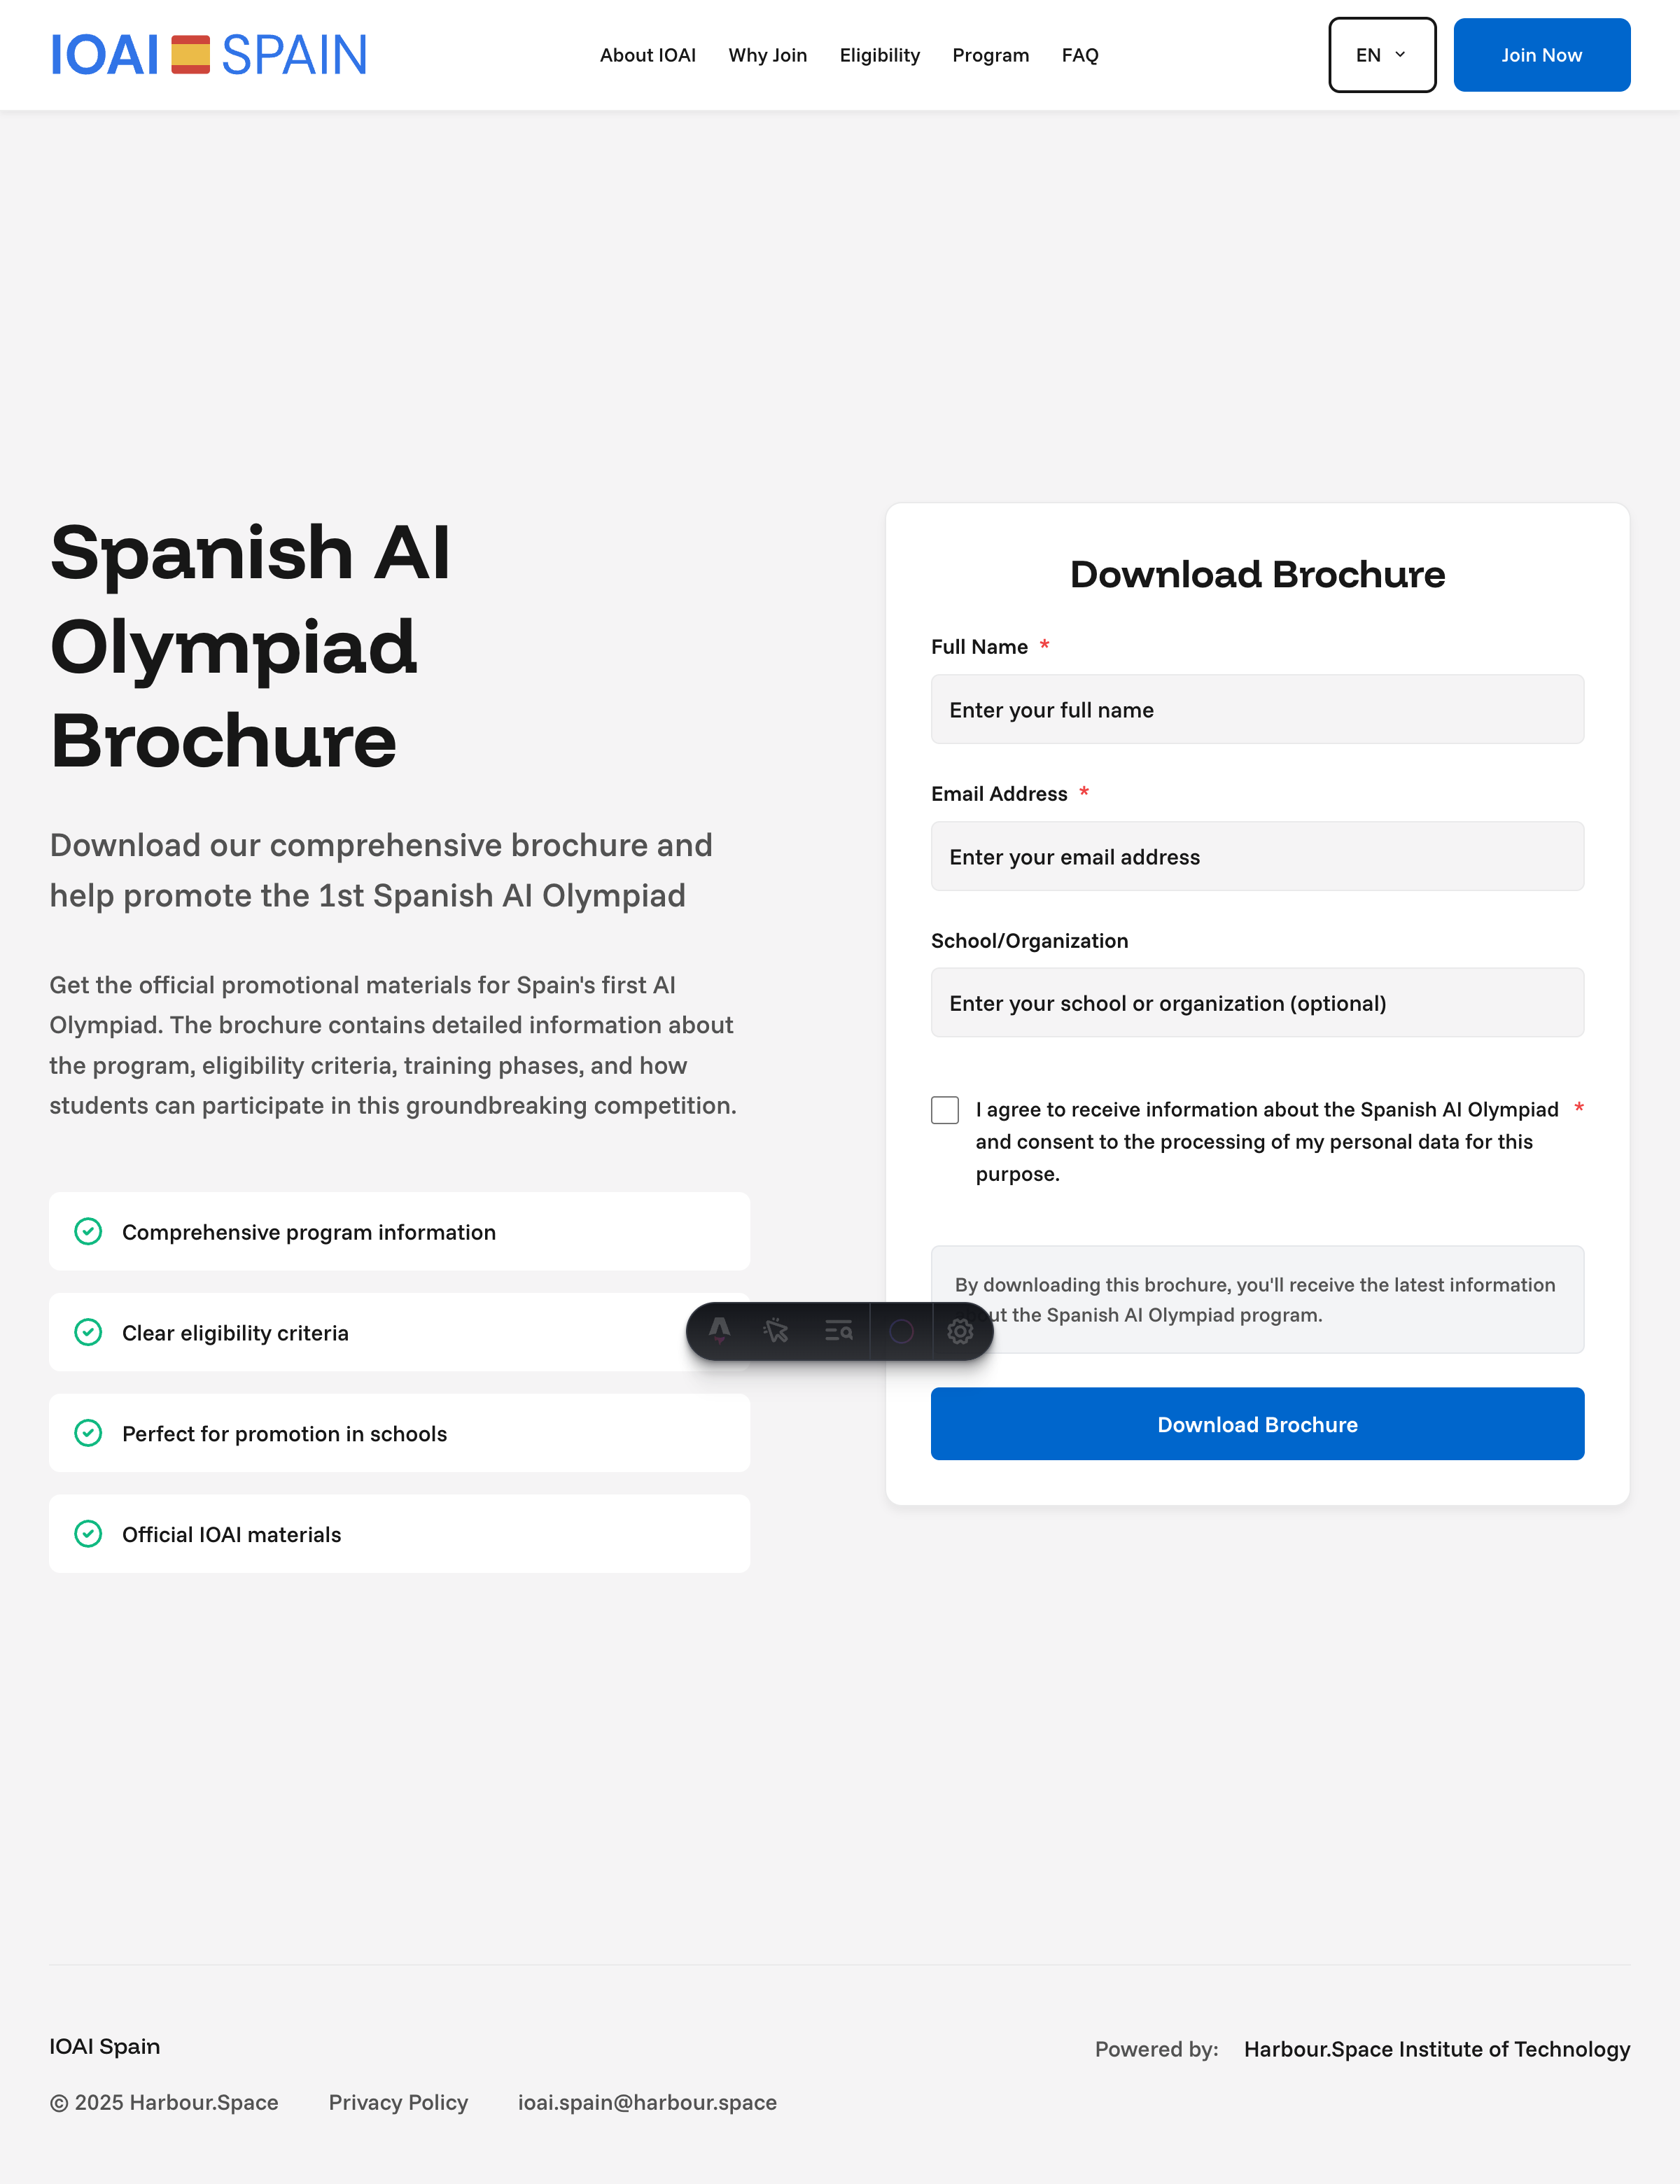 IOAI SPAIN
About IOAI
Why Join
Eligibility
Program
FAQ
EN
Join Now
Spanish AI
Olympiad
Brochure
Download our comprehensive brochure and
help promote the 1st Spanish AI Olympiad
Get the official promotional materials for Spain's first AI
Olympiad. The brochure contains detailed information about
the program, eligibility criteria, training phases, and how
students can participate in this groundbreaking competition.
Comprehensive program information
Clear eligibility criteria
Perfect for promotion in schools
Official IOAI materials
Download Brochure
Full Name *
Enter your full name
Email Address *
Enter your email address
School/Organization
Enter your school or organization (optional)
I agree to receive information about the Spanish AI Olympiad *
and consent to the processing of my personal data for this
purpose.
By downloading this brochure, you'll receive the latest information
the Spanish AI Olympiad program.
Download Brochure
IOAI Spain
Powered by: Harbour.Space Institute of Technology
© 2025 Harbour.Space
Privacy Policy
ioai.spain@harbour.space